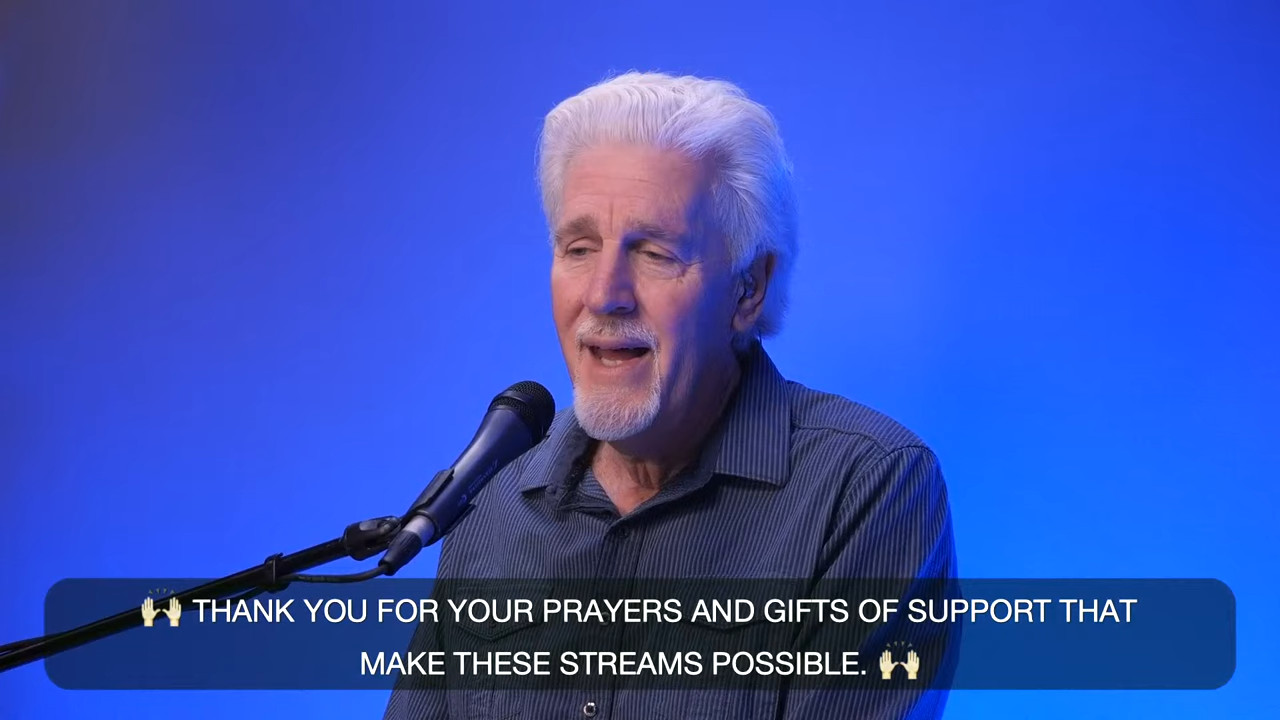 🙌 THANK YOU FOR YOUR PRAYERS AND GIFTS OF SUPPORT THAT
MAKE THESE STREAMS POSSIBLE. 🙌